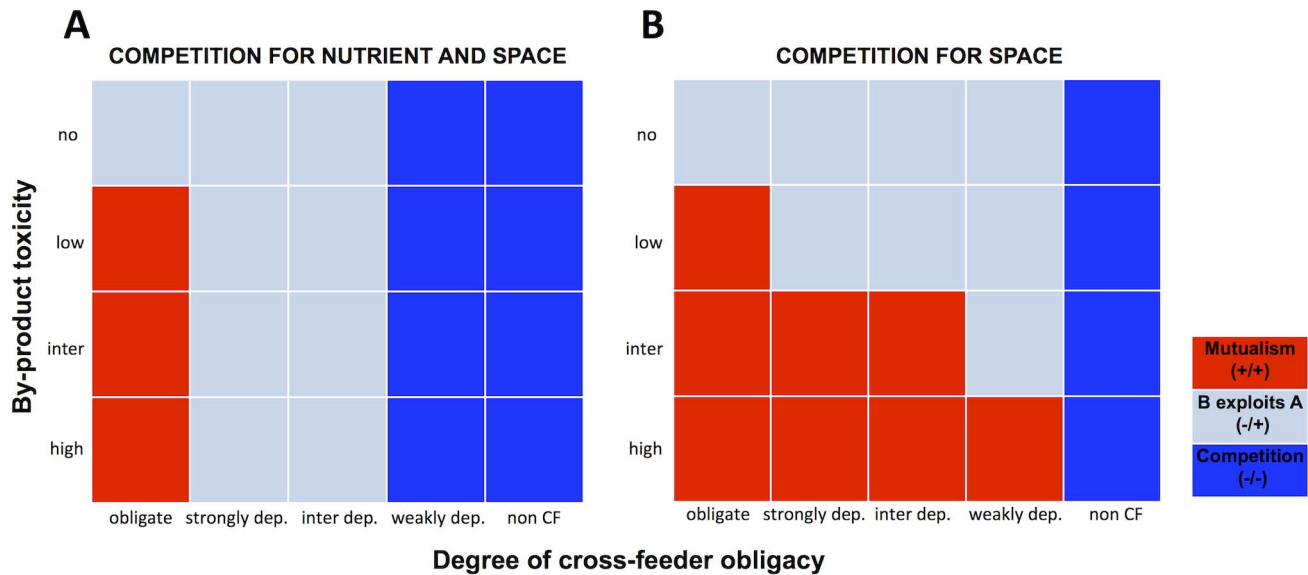 A
COMPETITION FOR NUTRIENT AND SPACE
B
COMPETITION FOR SPACE
By-product toxicity
no
low
inter
high
obligate strongly dep. inter dep. weakly dep. non CF
no
low
inter
high
obligate strongly dep. inter dep. weakly dep. non CF
Mutualism
(+/+)
B exploits A
(-/+)
Competition
(-/-)
Degree of cross-feeder obligacy